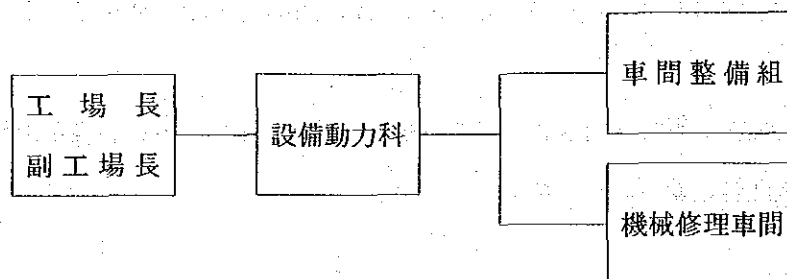 工場長
副工場長
設備動力科
車間整備組
機械修理車間